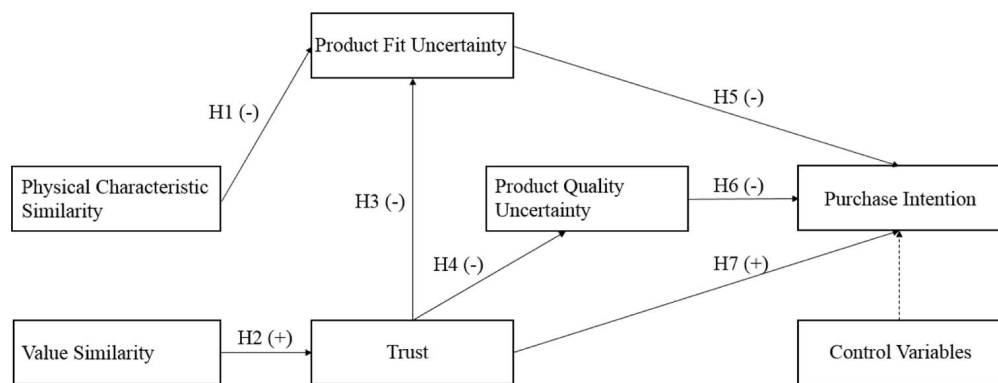 Product Fit Uncertainty
H1 (-)
H5 (-)
Physical Characteristic
Similarity
H3 (-)
Product Quality
Uncertainty
H6 (-)
Purchase Intention
H4 (-)
H7 (+)
Value Similarity
H2 (+)
Trust
Control Variables